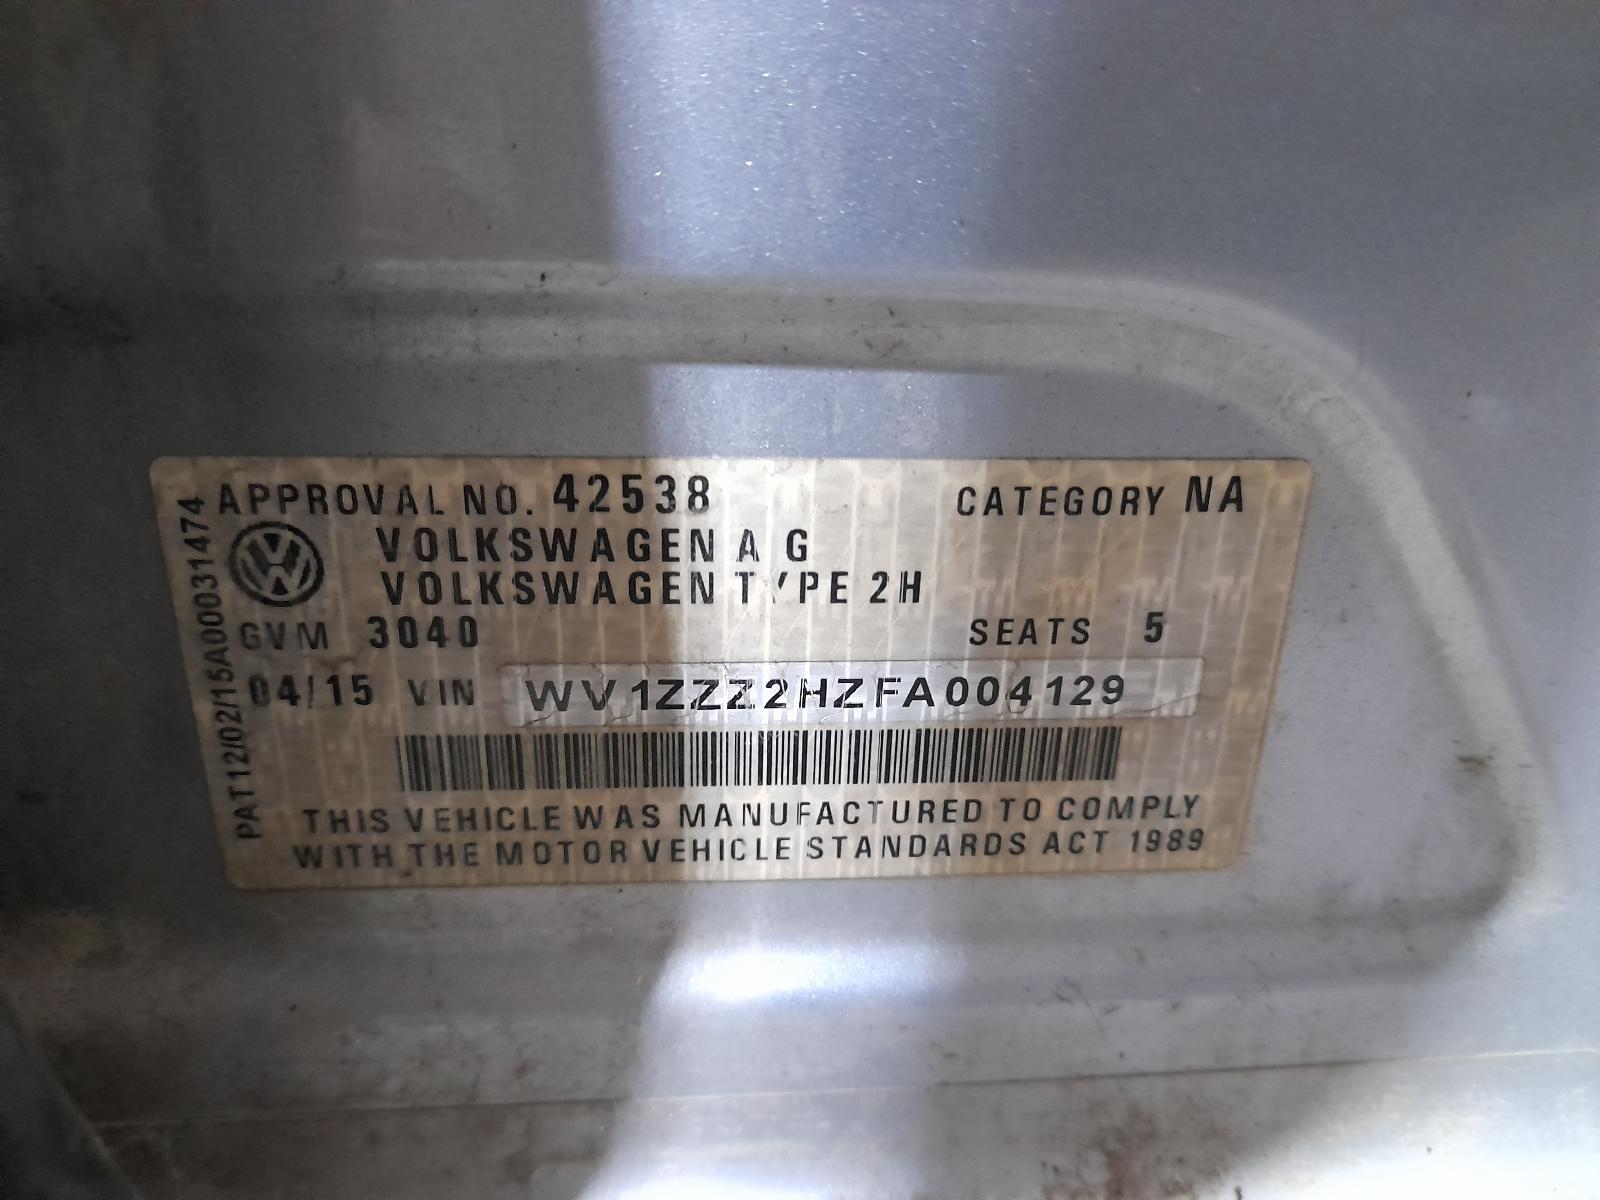 APPROVAL NO. 42538 CATEGORY NA
VOLKSWAGEN AG
VOLKSWAGEN TYPE 2H
GVM 3040 SEATS 5
04/15 VIN WV1ZZZ2HZFA004129
THIS VEHICLE WAS MANUFACTURED TO COMPLY
WITH THE MOTOR VEHICLE STANDARDS ACT 1989
PAT12/02/15A00031474